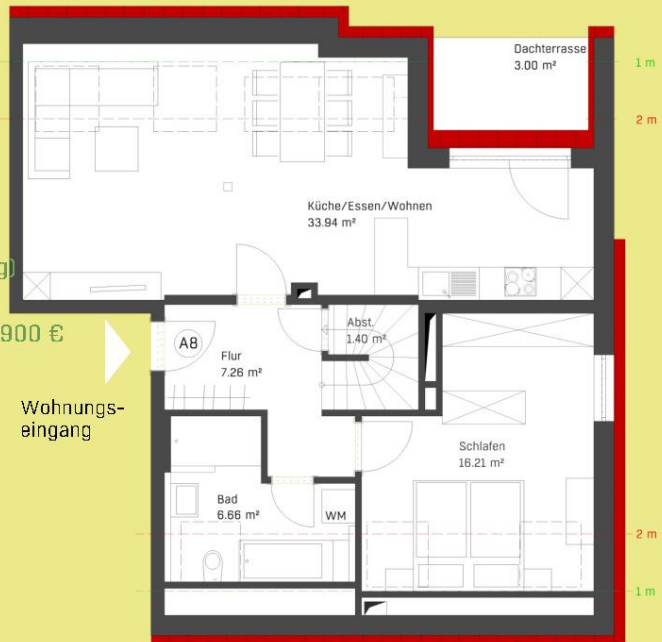 Dachterrasse
3.00 m²
1 m
2 m
Küche/Essen/Wohnen
33.94 m²
g)
900 €
A8
Abst.
1.40 m²
Flur
7.26 m²
Wohnungs-
eingang
Schlafen
16.21 m²
Bad
6.66 m²
WM
2 m
1 m